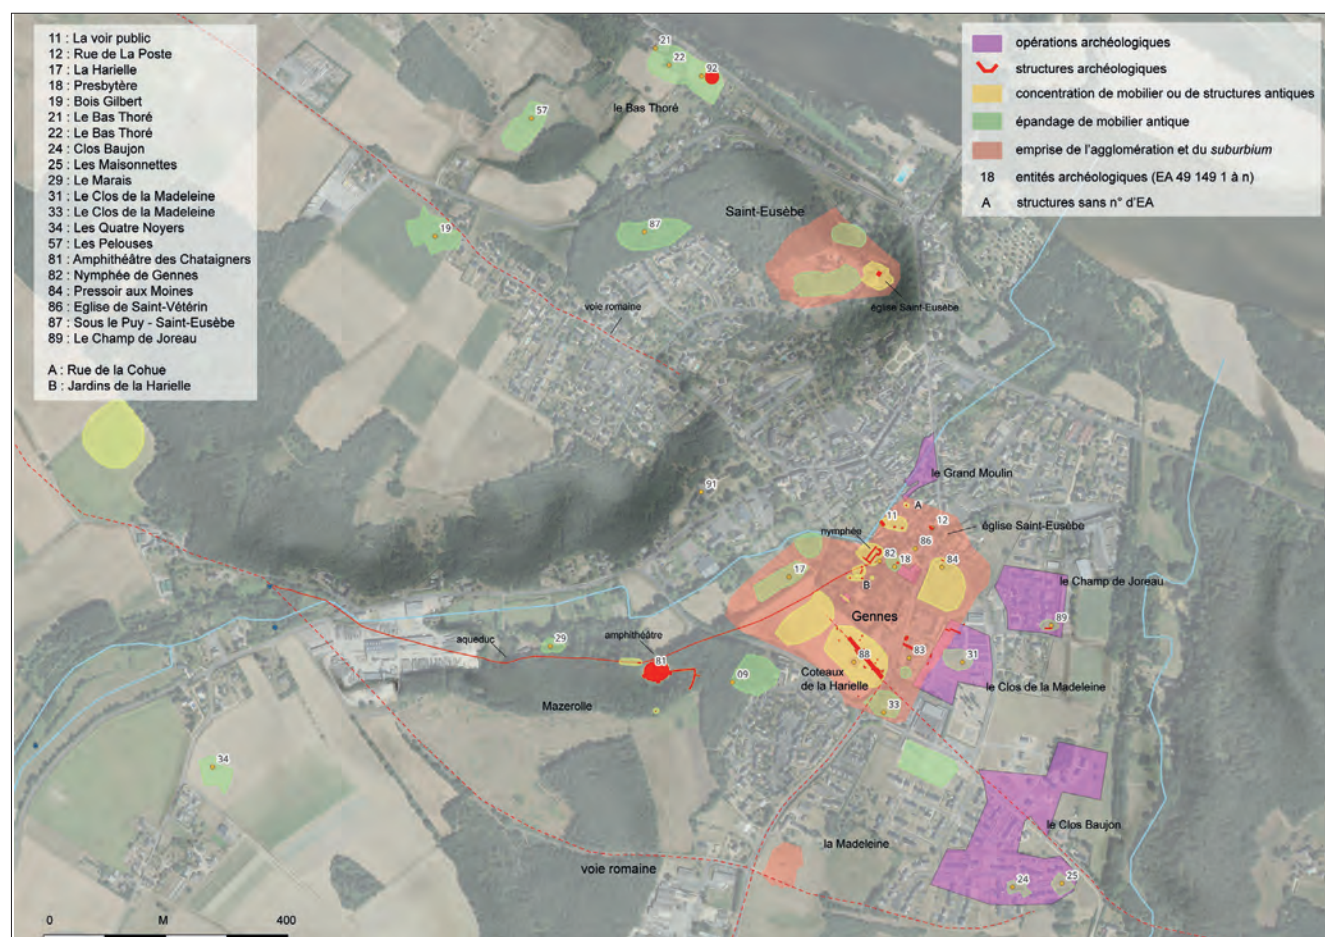 11 : La voir public
12 : Rue de La Poste
17 : La Harielle
18 : Presbytère
19 : Bois Gilbert
21 : Le Bas Thoré
22 : Le Bas Thoré
24 : Clos Baujon
25 : Les Maisonnettes
29 : Le Marais
31 : Le Clos de la Madeleine
33 : Le Clos de la Madeleine
34 : Les Quatre Noyers
57 : Les Pelouses
81 : Amphithéâtre des Chataigners
82 : Nymphée de Gennes
84 : Pressoir aux Moines
86 : Eglise de Saint-Vétérin
87 : Sous le Puy - Saint-Eusèbe
89 : Le Champ de Joreau
A : Rue de la Cohue
B : Jardins de la Harielle
opérations archéologiques
structures archéologiques
concentration de mobilier ou de structures antiques
épandage de mobilier antique
emprise de l'agglomération et du suburbium
18 entités archéologiques (EA 49 149 1 à n)
A structures sans n° d'EA
21
22
92
le Bas Thoré
57
19
87
Saint-Eusèbe
église Saint-Eusèbe
voie romaine
91
le Grand Moulin
A
11
12
église Saint-Eusèbe
nymphée
86
82
18
84
B
17
le Champ de Joreau
89
Gennes
aqueduc
29
amphithéâtre
81
09
88
83
31
Coteaux
de la Harielle
le Clos de la Madeleine
33
Mazerolle
34
le Clos Baujon
la Madeleine
voie romaine
24
25
0 M 400